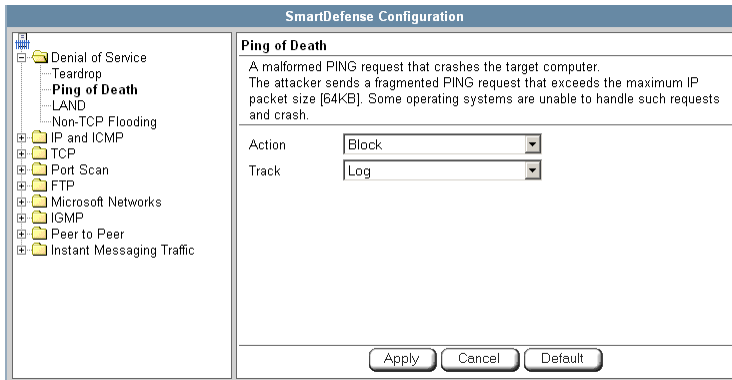 SmartDefense Configuration
Denial of Service
Teardrop
Ping of Death
LAND
Non-TCP Flooding
IP and ICMP
TCP
Port Scan
FTP
Microsoft Networks
IGMP
Peer to Peer
Instant Messaging Traffic
Ping of Death
A malformed PING request that crashes the target computer.
The attacker sends a fragmented PING request that exceeds the maximum IP
packet size [64KB]. Some operating systems are unable to handle such requests
and crash.
Action Block
Track Log
Apply Cancel Default